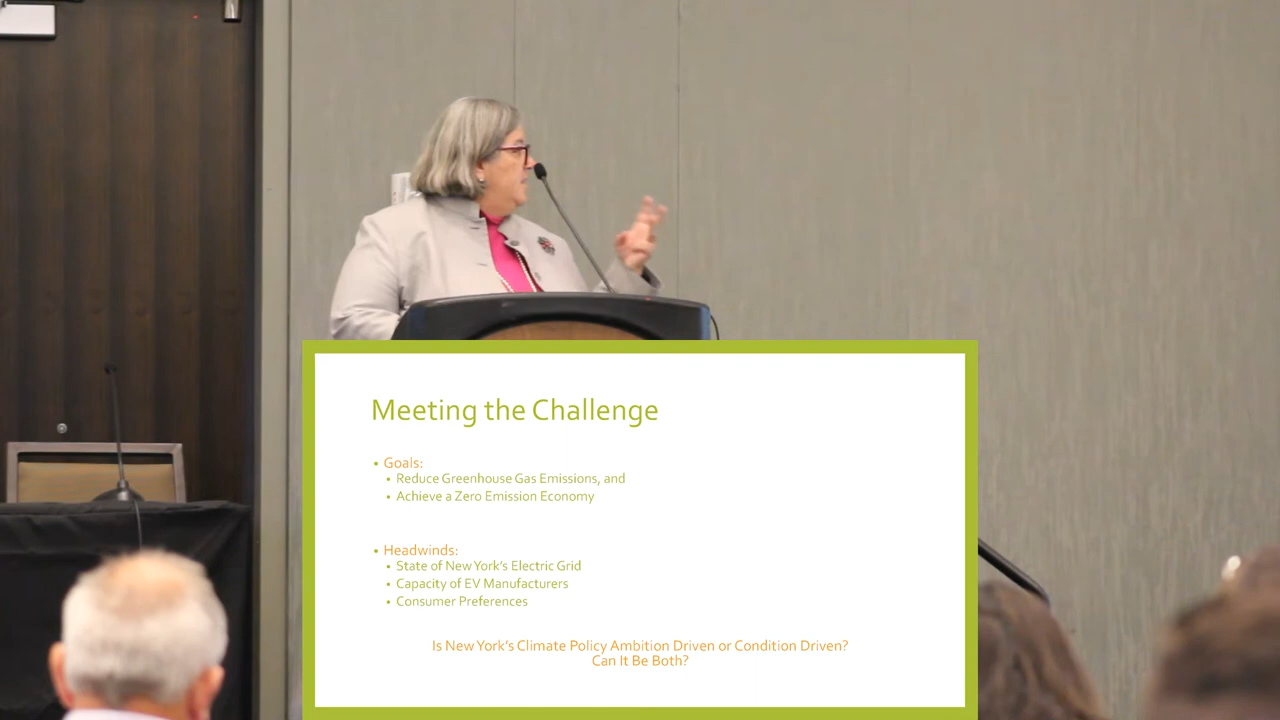 Meeting the Challenge
• Goals:
• Reduce Greenhouse Gas Emissions, and
• Achieve a Zero Emission Economy
• Headwinds:
• State of New York's Electric Grid
• Capacity of EV Manufacturers
• Consumer Preferences
Is New York's Climate Policy Ambition Driven or Condition Driven?
Can It Be Both?